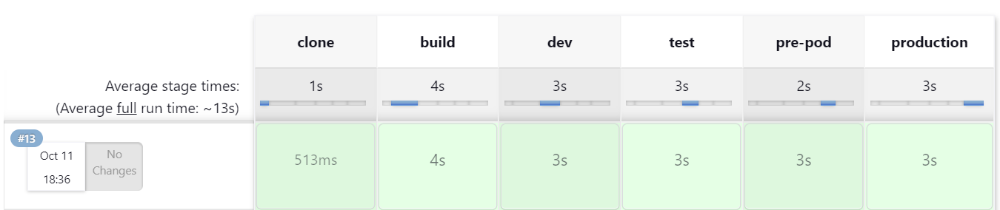 clone build dev test pre-pod production
Average stage times: 1s 4s 3s 3s 2s 3s
(Average full run time: ~13s)
#13
Oct 11 No
18:36 Changes
513ms 4s 3s 3s 3s 3s